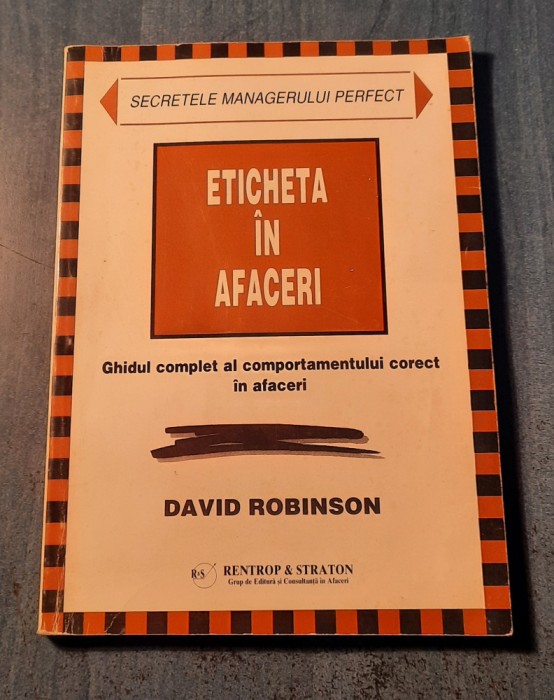 SECRETELE MANAGERULUI PERFECT
ETICHETA
ÎN
AFACERI
Ghidul complet al comportamentului corect
în afaceri
DAVID ROBINSON
R&S RENTROP & STRATON
Grup de Editură și Consultanță în Afaceri